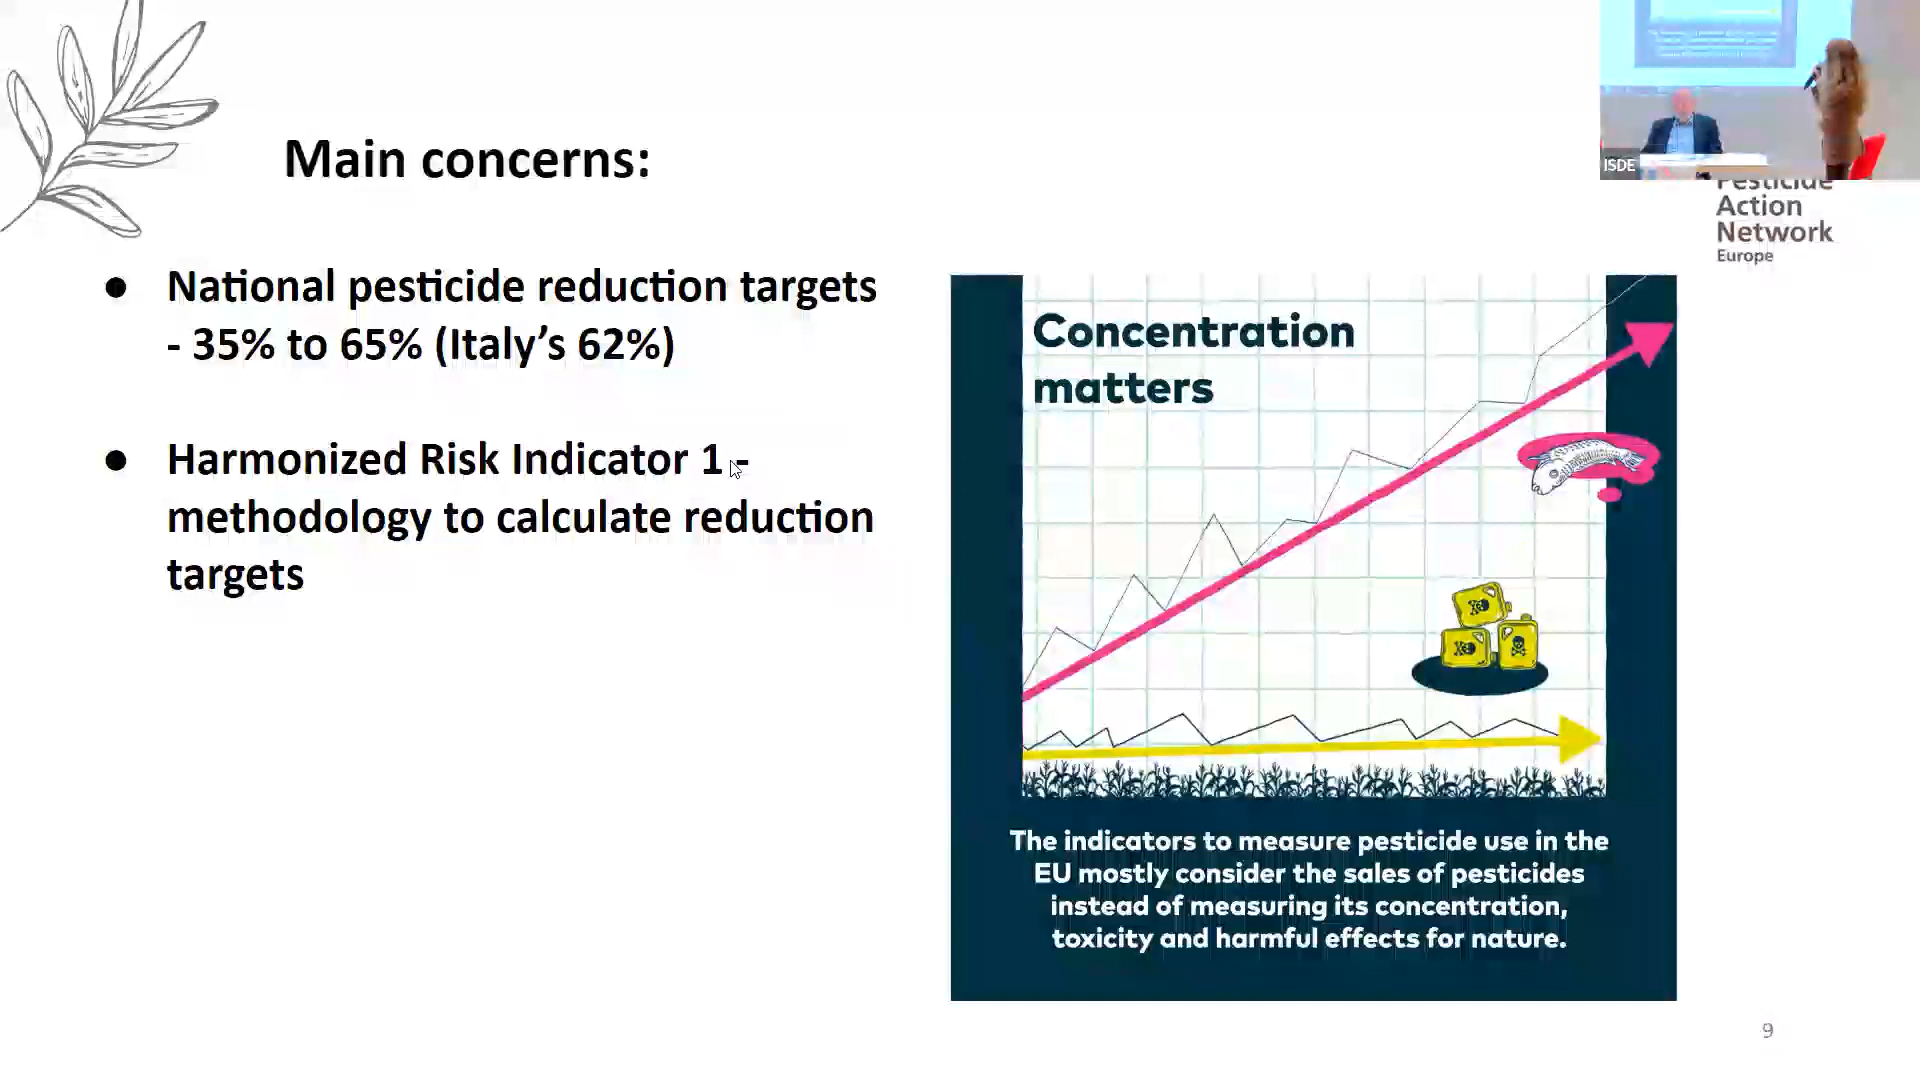 Main concerns:
● National pesticide reduction targets
- 35% to 65% (Italy’s 62%)
● Harmonized Risk Indicator 1 -
methodology to calculate reduction
targets
ISDE
Pesticide
Action
Network
Europe
Concentration
matters
The indicators to measure pesticide use in the
EU mostly consider the sales of pesticides
instead of measuring its concentration,
toxicity and harmful effects for nature.
9